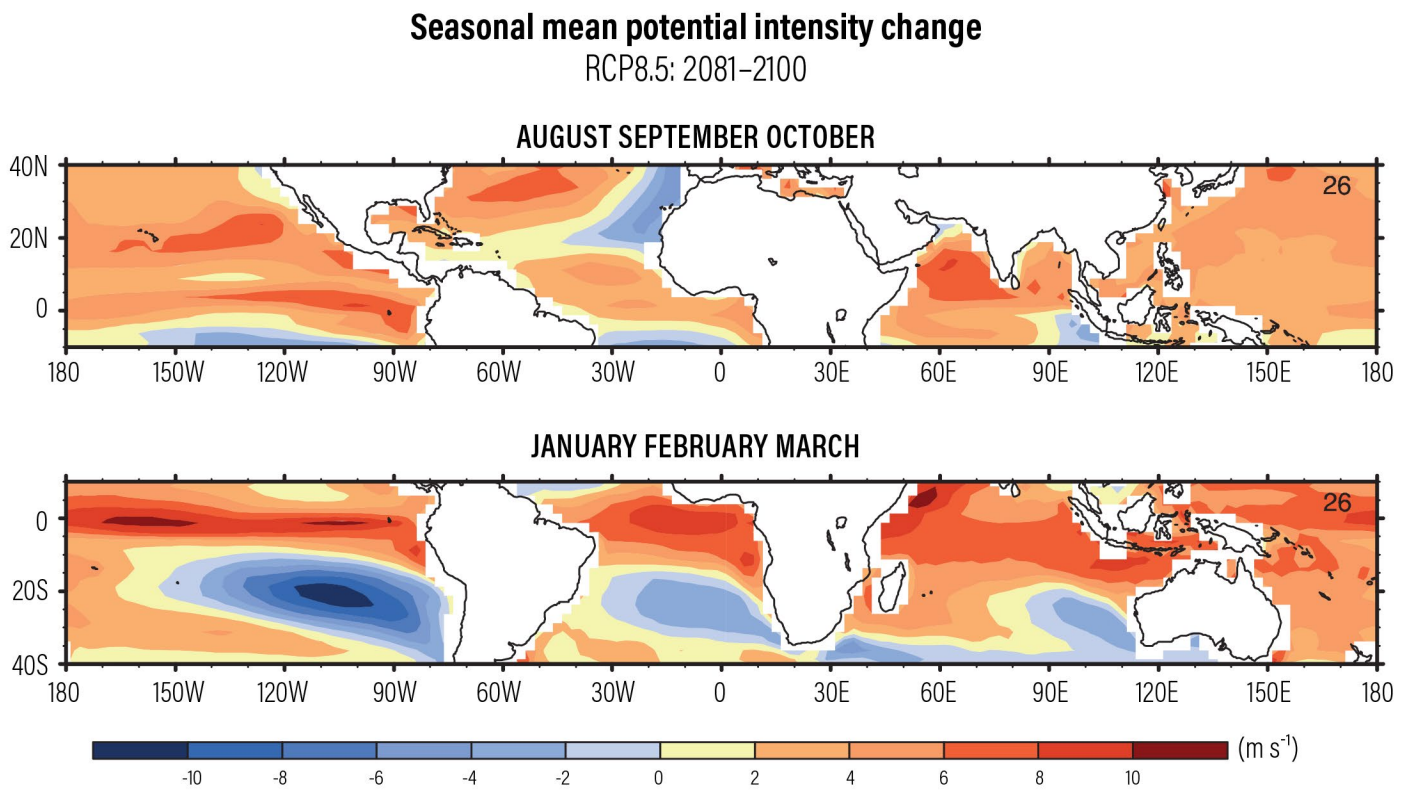 Seasonal mean potential intensity change
RCP8.5: 2081–2100
AUGUST SEPTEMBER OCTOBER
40N
26
20N
0
180 150W 120W 90W 60W 30W 0 30E 60E 90E 120E 150E 180
JANUARY FEBRUARY MARCH
26
0
20S
40S
180 150W 120W 90W 60W 30W 0 30E 60E 90E 120E 150E 180
(m s⁻¹)
-10 -8 -6 -4 -2 0 2 4 6 8 10